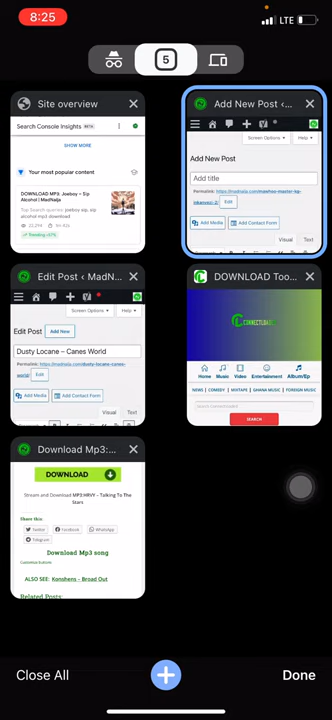 8:25
LTE
5
Site overview
Search Console Insights BETA
SHOW MORE
Your most popular content
DOWNLOAD MP3: Joeboy – Sip
Alcohol | MadNaija
Add New Post ‹...
Screen Options
Help
Add New Post
Add title
Permalink:
Edit
Add Media
Add Contact Form
Visual
Text
Edit Post ‹ MadN...
Screen Options
Help
Edit Post
Add New
Dusty Locane – Canes World
Permalink:
Edit
Add Media
Add Contact Form
Visual
Text
DOWNLOAD Too...
Home
Music
Video
Entertainment
Album/Ep
NEWS | COMEDY | MIXTAPE | GHANA MUSIC | FOREIGN MUSIC
SEARCH
Download Mp3:...
DOWNLOAD
Stream and Download MP3 HRVY – Talking To The
Stars
Share this:
Twitter
Facebook
WhatsApp
Telegram
Download Mp3 song
ALSO SEE: Konshens – Broad Out
Related Posts:
Close All
Done